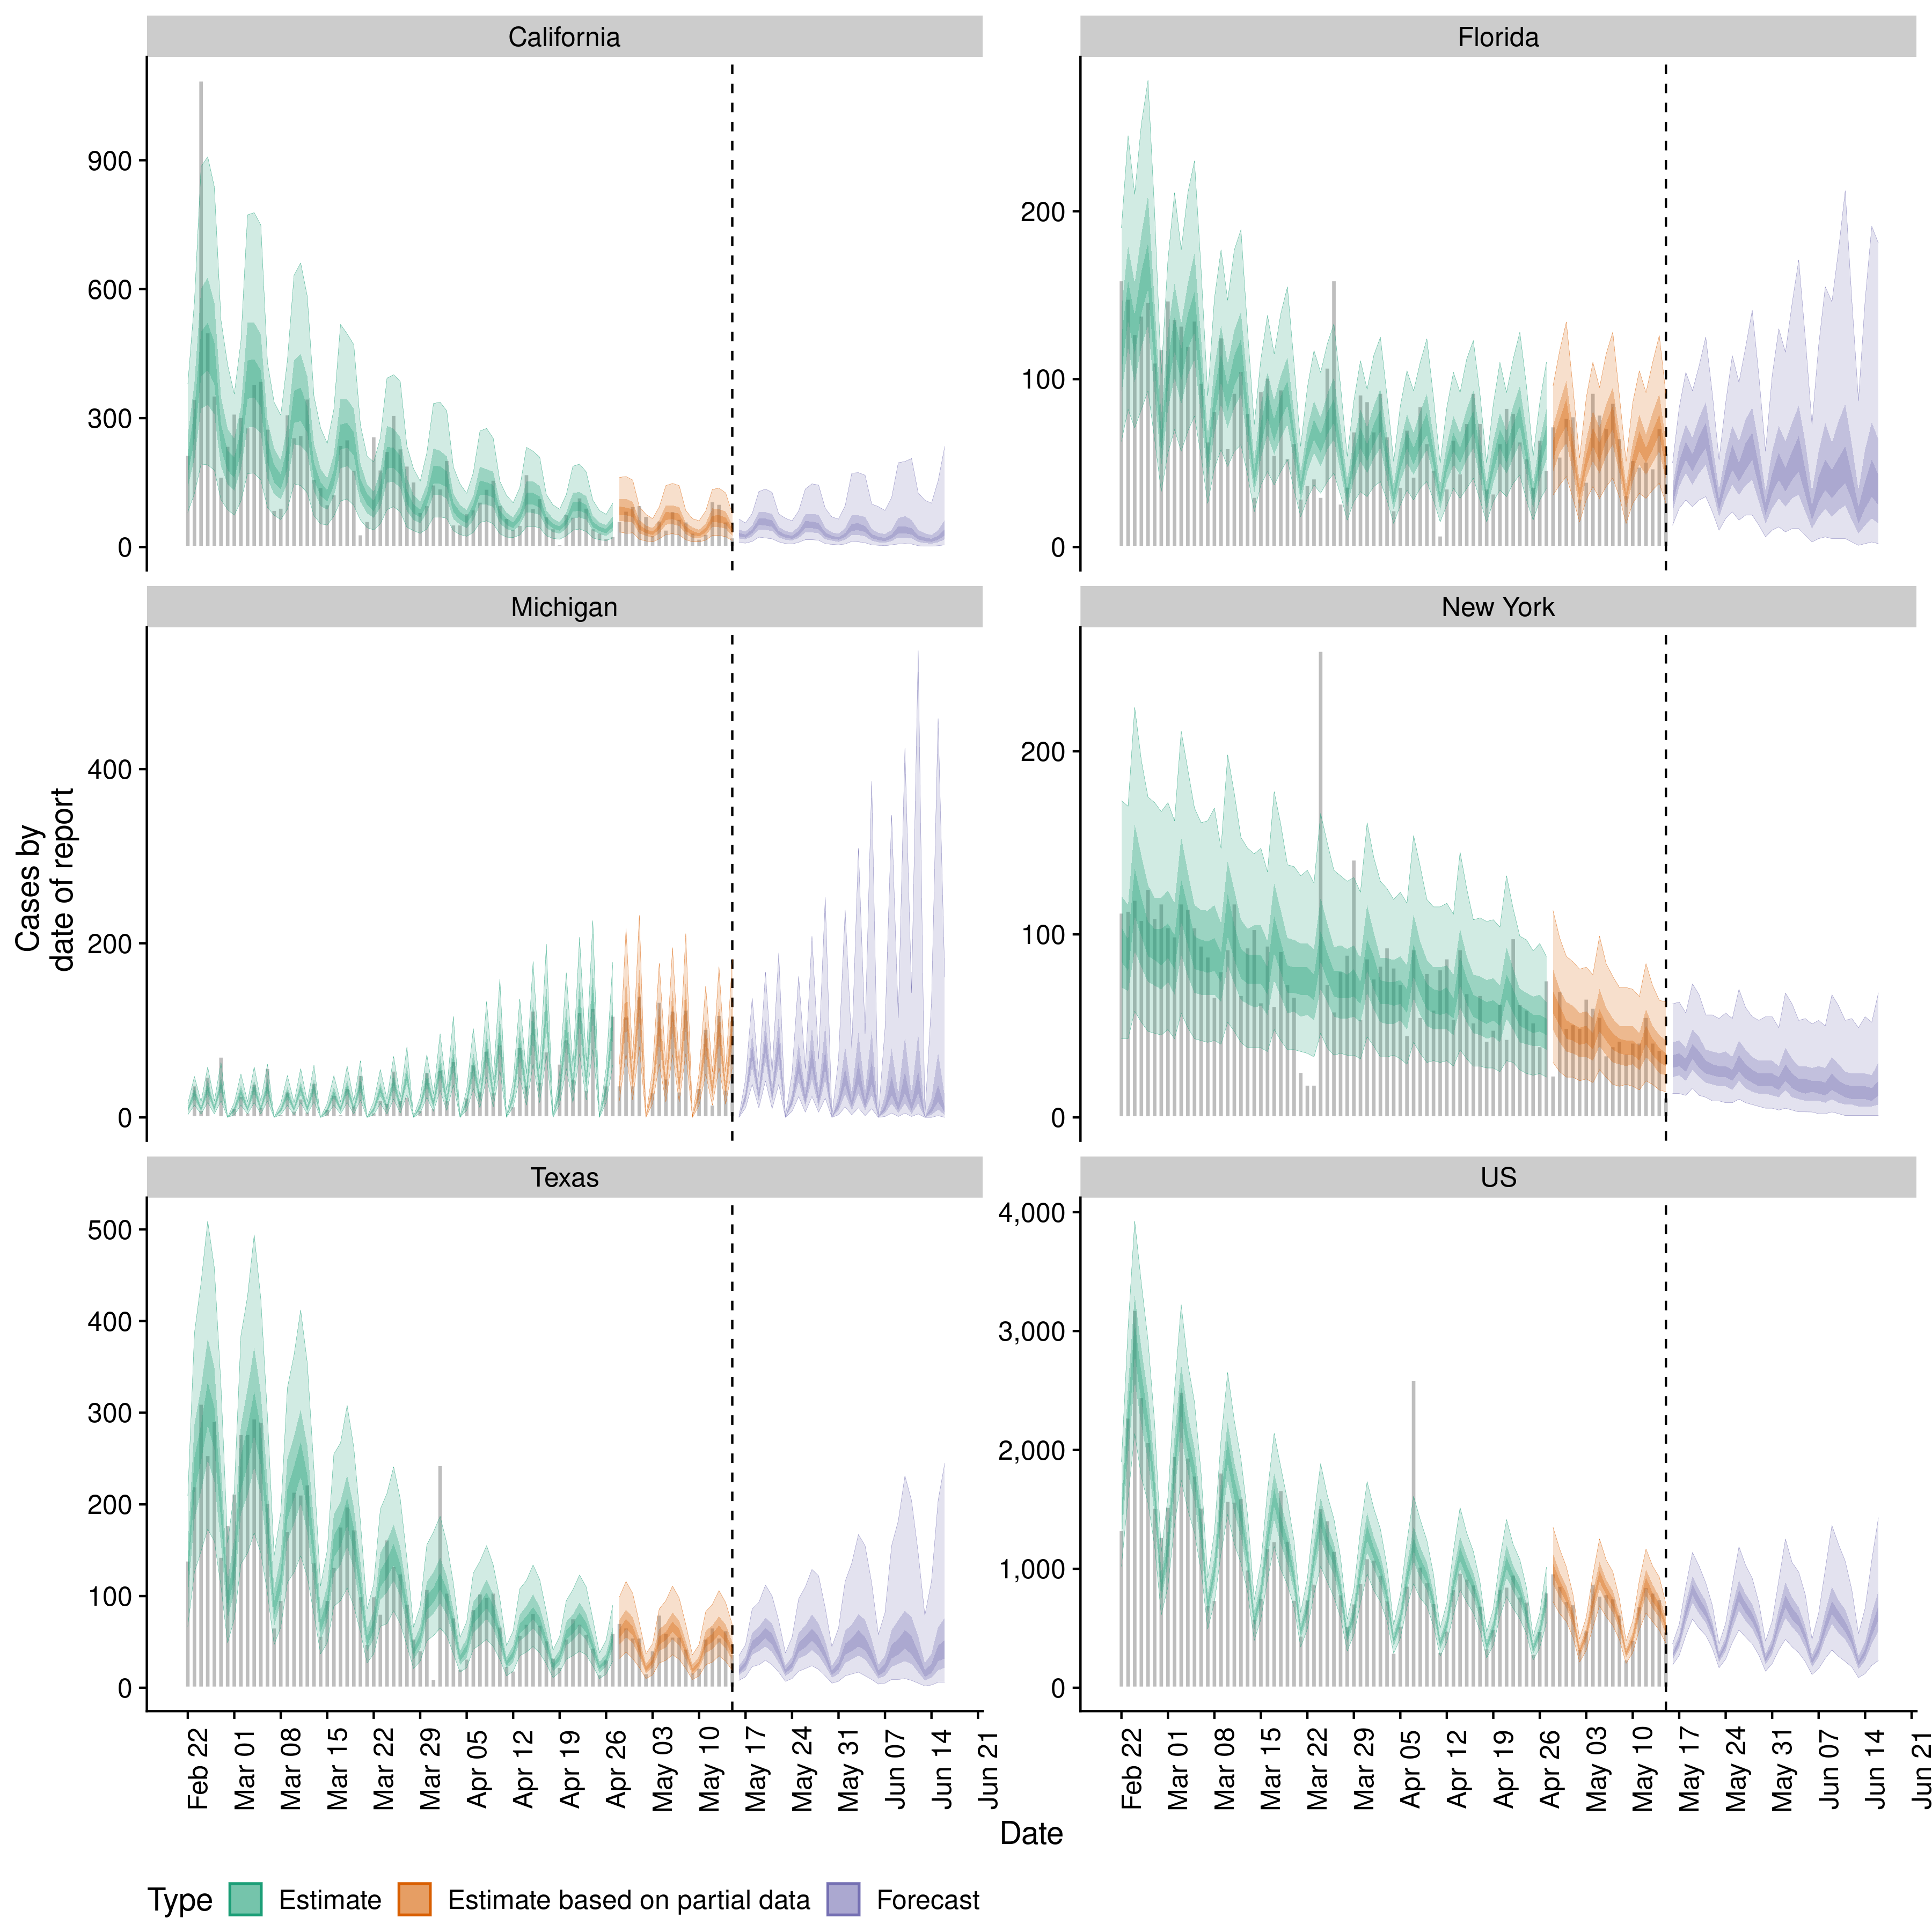 California
Florida
900
600
300
0
200
100
0
Michigan
New York
Cases by
date of report
400
200
0
200
100
0
Texas
US
500
400
300
200
100
0
4,000
3,000
2,000
1,000
0
Feb 22
Mar 01
Mar 08
Mar 15
Mar 22
Mar 29
Apr 05
Apr 12
Apr 19
Apr 26
May 03
May 10
May 17
May 24
May 31
Jun 07
Jun 14
Jun 21
Feb 22
Mar 01
Mar 08
Mar 15
Mar 22
Mar 29
Apr 05
Apr 12
Apr 19
Apr 26
May 03
May 10
May 17
May 24
May 31
Jun 07
Jun 14
Jun 21
Date
Type Estimate Estimate based on partial data Forecast